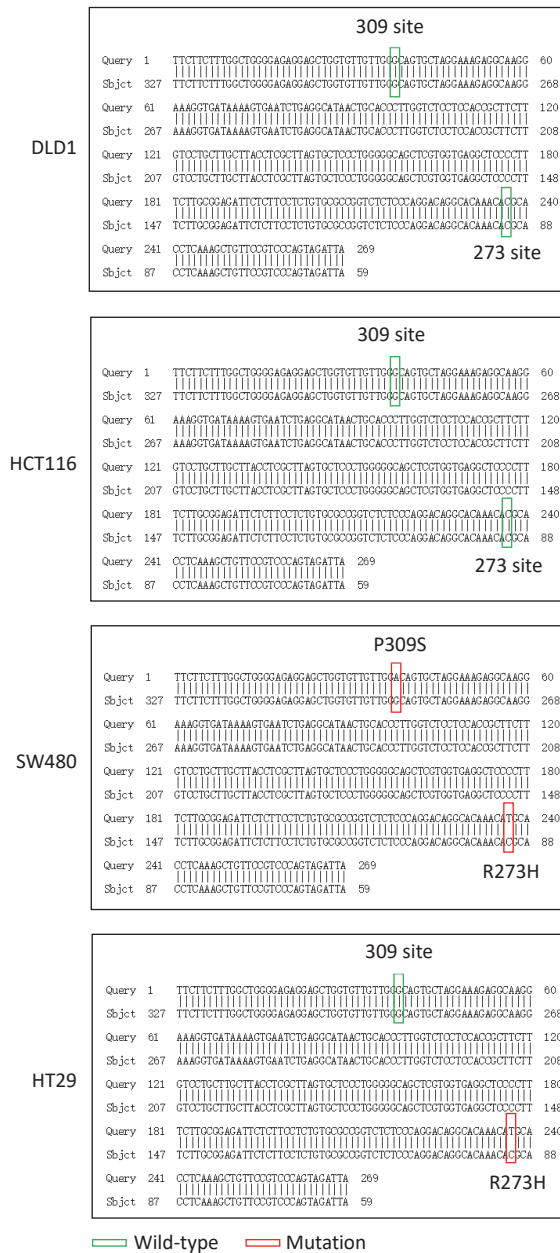 DLD1
309 site
Query 1 TTCTTCTTTGGCTGGGGAGAGGAGCTGGTGTTGTTGGGCAGTGCTAGGAAAGAGGCAAGG 60
Sbjct 327 TTCTTCTTTGGCTGGGGAGAGGAGCTGGTGTTGTTGGGCAGTGCTAGGAAAGAGGCAAGG 268
Query 61 AAAGGTGATAAAAGTGAATCTGAGGCATAACTGCACCCTTGGTCTCCTCCACCGCTTCTT 120
Sbjct 267 AAAGGTGATAAAAGTGAATCTGAGGCATAACTGCACCCTTGGTCTCCTCCACCGCTTCTT 208
Query 121 GTCCTGCTTGCTTACCTCGCTTAGTGCTCCCTGGGGGCAGCTCGTGGTGAGGCTCCCCTT 180
Sbjct 207 GTCCTGCTTGCTTACCTCGCTTAGTGCTCCCTGGGGGCAGCTCGTGGTGAGGCTCCCCTT 148
Query 181 TCTTGCGGAGATTCTCTTCCTCTGTGCGCCGGTCTCTCCCAGGACAGGCACAAACACGCA 240
Sbjct 147 TCTTGCGGAGATTCTCTTCCTCTGTGCGCCGGTCTCTCCCAGGACAGGCACAAACACGCA 88
Query 241 CCTCAAAGCTGTTCCGTCCCAGTAGATTA 269
Sbjct 87 CCTCAAAGCTGTTCCGTCCCAGTAGATTA 59
273 site
HCT116
309 site
Query 1 TTCTTCTTTGGCTGGGGAGAGGAGCTGGTGTTGTTGGGCAGTGCTAGGAAAGAGGCAAGG 60
Sbjct 327 TTCTTCTTTGGCTGGGGAGAGGAGCTGGTGTTGTTGGGCAGTGCTAGGAAAGAGGCAAGG 268
Query 61 AAAGGTGATAAAAGTGAATCTGAGGCATAACTGCACCCTTGGTCTCCTCCACCGCTTCTT 120
Sbjct 267 AAAGGTGATAAAAGTGAATCTGAGGCATAACTGCACCCTTGGTCTCCTCCACCGCTTCTT 208
Query 121 GTCCTGCTTGCTTACCTCGCTTAGTGCTCCCTGGGGGCAGCTCGTGGTGAGGCTCCCCTT 180
Sbjct 207 GTCCTGCTTGCTTACCTCGCTTAGTGCTCCCTGGGGGCAGCTCGTGGTGAGGCTCCCCTT 148
Query 181 TCTTGCGGAGATTCTCTTCCTCTGTGCGCCGGTCTCTCCCAGGACAGGCACAAACACGCA 240
Sbjct 147 TCTTGCGGAGATTCTCTTCCTCTGTGCGCCGGTCTCTCCCAGGACAGGCACAAACACGCA 88
Query 241 CCTCAAAGCTGTTCCGTCCCAGTAGATTA 269
Sbjct 87 CCTCAAAGCTGTTCCGTCCCAGTAGATTA 59
273 site
SW480
P309S
Query 1 TTCTTCTTTGGCTGGGGAGAGGAGCTGGTGTTGTTGGACAGTGCTAGGAAAGAGGCAAGG 60
Sbjct 327 TTCTTCTTTGGCTGGGGAGAGGAGCTGGTGTTGTTGGGCAGTGCTAGGAAAGAGGCAAGG 268
Query 61 AAAGGTGATAAAAGTGAATCTGAGGCATAACTGCACCCTTGGTCTCCTCCACCGCTTCTT 120
Sbjct 267 AAAGGTGATAAAAGTGAATCTGAGGCATAACTGCACCCTTGGTCTCCTCCACCGCTTCTT 208
Query 121 GTCCTGCTTGCTTACCTCGCTTAGTGCTCCCTGGGGGCAGCTCGTGGTGAGGCTCCCCTT 180
Sbjct 207 GTCCTGCTTGCTTACCTCGCTTAGTGCTCCCTGGGGGCAGCTCGTGGTGAGGCTCCCCTT 148
Query 181 TCTTGCGGAGATTCTCTTCCTCTGTGCGCCGGTCTCTCCCAGGACAGGCACAAACATGCA 240
Sbjct 147 TCTTGCGGAGATTCTCTTCCTCTGTGCGCCGGTCTCTCCCAGGACAGGCACAAACACGCA 88
Query 241 CCTCAAAGCTGTTCCGTCCCAGTAGATTA 269
Sbjct 87 CCTCAAAGCTGTTCCGTCCCAGTAGATTA 59
R273H
HT29
309 site
Query 1 TTCTTCTTTGGCTGGGGAGAGGAGCTGGTGTTGTTGGGCAGTGCTAGGAAAGAGGCAAGG 60
Sbjct 327 TTCTTCTTTGGCTGGGGAGAGGAGCTGGTGTTGTTGGGCAGTGCTAGGAAAGAGGCAAGG 268
Query 61 AAAGGTGATAAAAGTGAATCTGAGGCATAACTGCACCCTTGGTCTCCTCCACCGCTTCTT 120
Sbjct 267 AAAGGTGATAAAAGTGAATCTGAGGCATAACTGCACCCTTGGTCTCCTCCACCGCTTCTT 208
Query 121 GTCCTGCTTGCTTACCTCGCTTAGTGCTCCCTGGGGGCAGCTCGTGGTGAGGCTCCCCTT 180
Sbjct 207 GTCCTGCTTGCTTACCTCGCTTAGTGCTCCCTGGGGGCAGCTCGTGGTGAGGCTCCCCTT 148
Query 181 TCTTGCGGAGATTCTCTTCCTCTGTGCGCCGGTCTCTCCCAGGACAGGCACAAACATGCA 240
Sbjct 147 TCTTGCGGAGATTCTCTTCCTCTGTGCGCCGGTCTCTCCCAGGACAGGCACAAACACGCA 88
Query 241 CCTCAAAGCTGTTCCGTCCCAGTAGATTA 269
Sbjct 87 CCTCAAAGCTGTTCCGTCCCAGTAGATTA 59
R273H
Wild-type Mutation